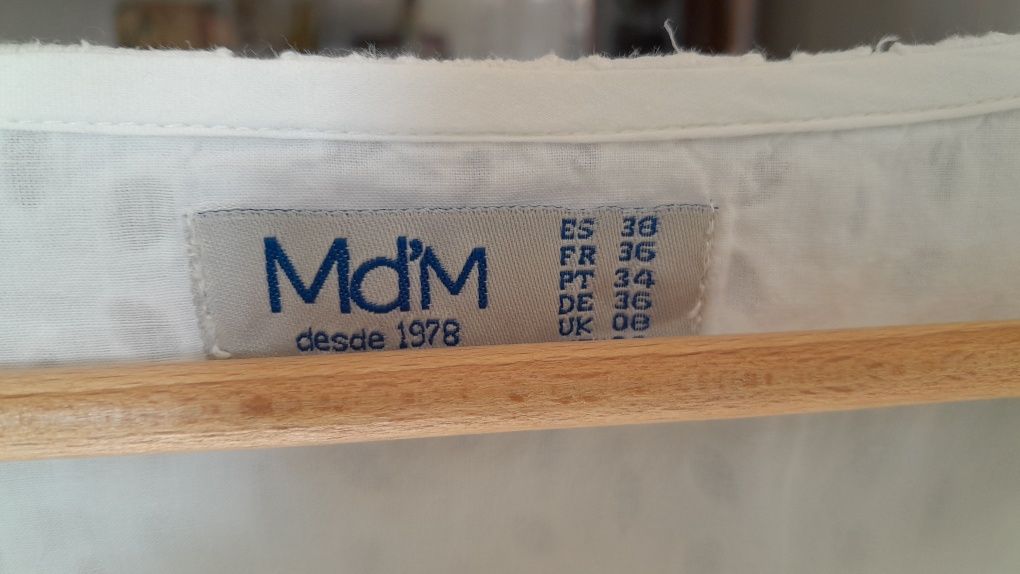 Md'M
desde 1978
ES 38
FR 36
PT 34
DE 36
UK 08